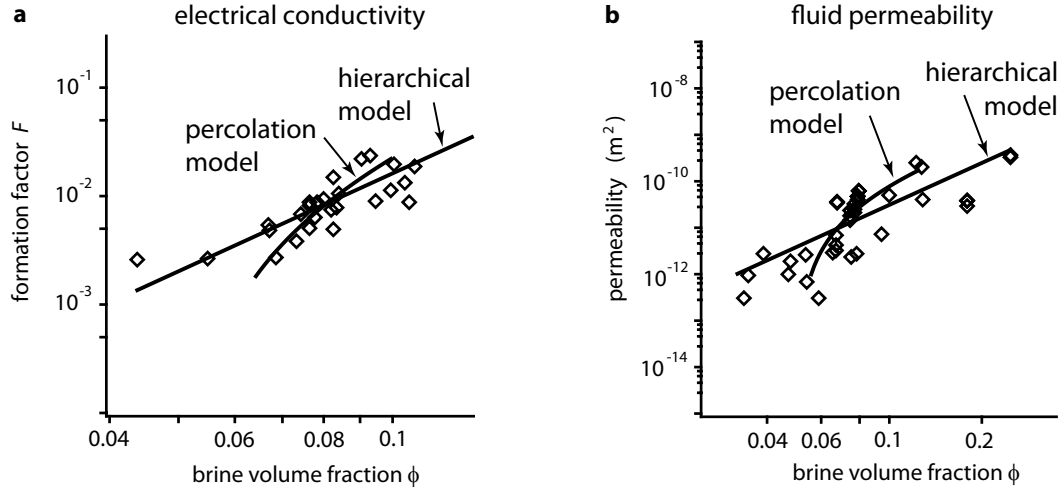 a electrical conductivity
formation factor F
10⁻¹
10⁻²
10⁻³
percolation
model
hierarchical
model
0.04 0.06 0.08 0.1
brine volume fraction ϕ
b fluid permeability
permeability (m²)
10⁻⁸
10⁻¹⁰
10⁻¹²
10⁻¹⁴
percolation
model
hierarchical
model
0.04 0.06 0.1 0.2
brine volume fraction ϕ